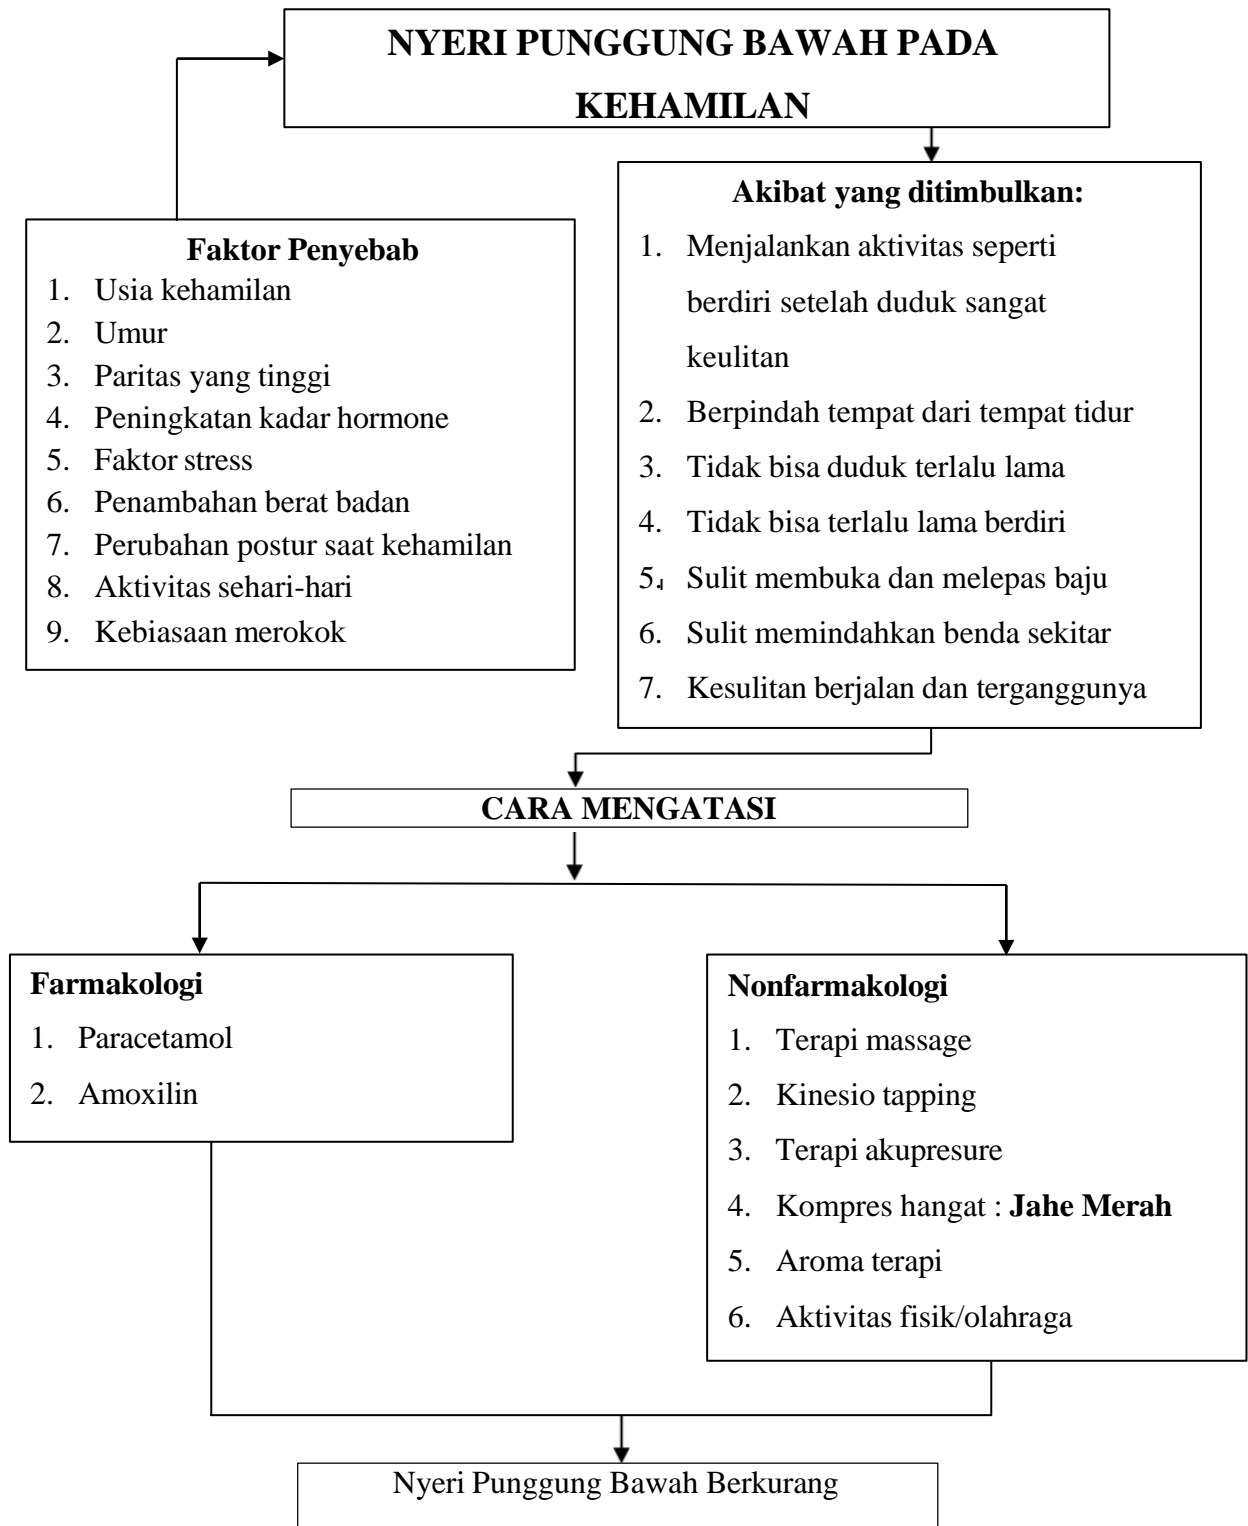 NYERI PUNGGUNG BAWAH PADA
KEHAMILAN
Faktor Penyebab
1. Usia kehamilan
2. Umur
3. Paritas yang tinggi
4. Peningkatan kadar hormone
5. Faktor stress
6. Penambahan berat badan
7. Perubahan postur saat kehamilan
8. Aktivitas sehari-hari
9. Kebiasaan merokok
Akibat yang ditimbulkan:
1. Menjalankan aktivitas seperti
berdiri setelah duduk sangat
keulitan
2. Berpindah tempat dari tempat tidur
3. Tidak bisa duduk terlalu lama
4. Tidak bisa terlalu lama berdiri
5. Sulit membuka dan melepas baju
6. Sulit memindahkan benda sekitar
7. Kesulitan berjalan dan terganggunya
CARA MENGATASI
Farmakologi
1. Paracetamol
2. Amoxilin
Nonfarmakologi
1. Terapi massage
2. Kinesio tapping
3. Terapi akupresure
4. Kompres hangat : Jahe Merah
5. Aroma terapi
6. Aktivitas fisik/olahraga
Nyeri Punggung Bawah Berkurang